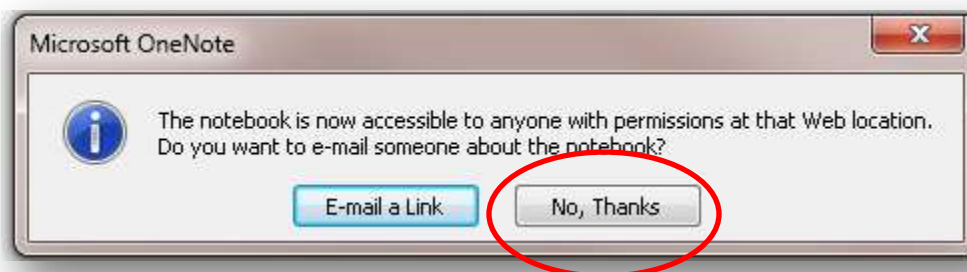 Microsoft OneNote
The notebook is now accessible to anyone with permissions at that Web location.
Do you want to e-mail someone about the notebook?
E-mail a Link
No, Thanks